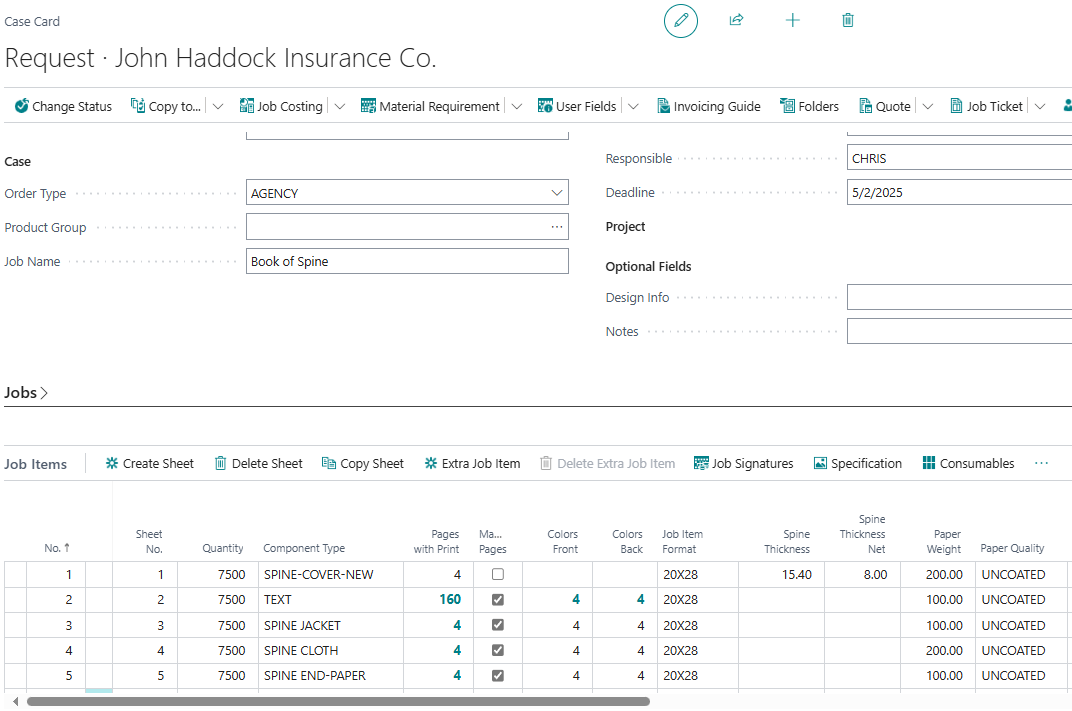 Case Card
Request · John Haddock Insurance Co.
Change Status Copy to... Job Costing Material Requirement User Fields Invoicing Guide Folders Quote Job Ticket
Case
Order Type AGENCY
Product Group ...
Job Name Book of Spine
Responsible CHRIS
Deadline 5/2/2025
Project
Optional Fields
Design Info
Notes
Jobs
Job Items Create Sheet Delete Sheet Copy Sheet Extra Job Item Delete Extra Job Item Job Signatures Specification Consumables ...
No. ↑ Sheet No. Quantity Component Type Pages with Print Ma... Pages Colors Front Colors Back Job Item Format Spine Thickness Spine Thickness Net Paper Weight Paper Quality
1 1 7500 SPINE-COVER-NEW 4 20X28 15.40 8.00 200.00 UNCOATED
2 2 7500 TEXT 160 4 4 20X28 100.00 UNCOATED
3 3 7500 SPINE JACKET 4 4 4 20X28 100.00 UNCOATED
4 4 7500 SPINE CLOTH 4 4 4 20X28 200.00 UNCOATED
5 5 7500 SPINE END-PAPER 4 4 4 20X28 100.00 UNCOATED